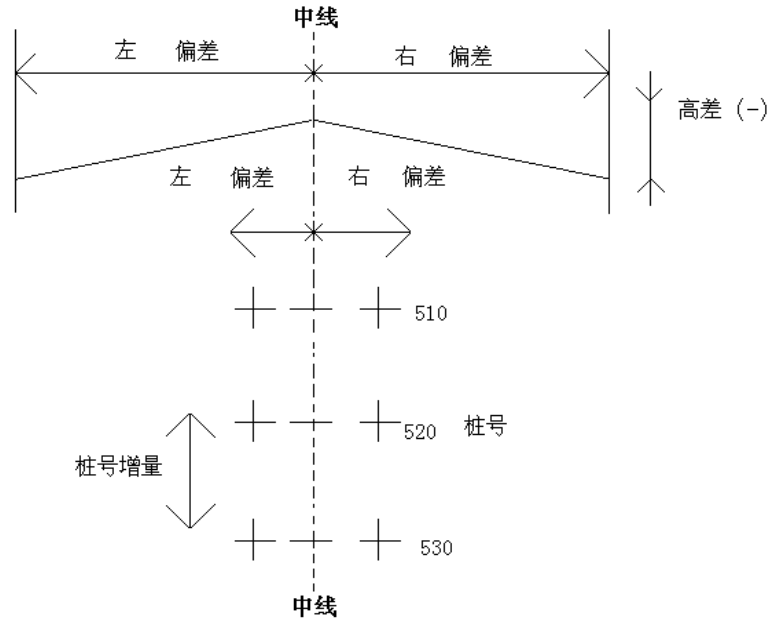 中线
左 偏差
右 偏差
高差 (-)
左 偏差
右 偏差
510
520 桩号
桩号增量
530
中线